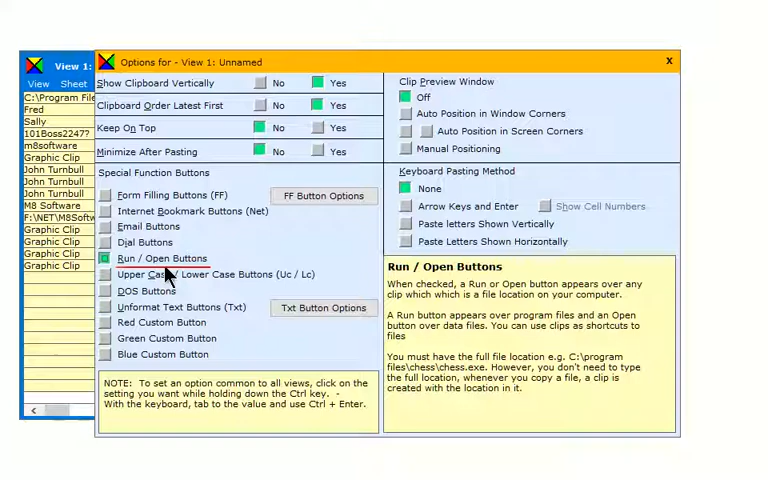 View 1:
View Sheet
C:\Program File
Fred
Sally
101Boss2247?
m8software
Graphic Clip
John Turnbull
John Turnbull
John Turnbull
M8 Software
F:\NET\M8Softw
Graphic Clip
Graphic Clip
Graphic Clip
Graphic Clip
Options for - View 1: Unnamed
x
Show Clipboard Vertically No Yes
Clipboard Order Latest First No Yes
Keep On Top No Yes
Minimize After Pasting No Yes
Special Function Buttons
Form Filling Buttons (FF) FF Button Options
Internet Bookmark Buttons (Net)
Email Buttons
Dial Buttons
Run / Open Buttons
Upper Case / Lower Case Buttons (Uc / Lc)
DOS Buttons
Unformat Text Buttons (Txt) Txt Button Options
Red Custom Button
Green Custom Button
Blue Custom Button
NOTE: To set an option common to all views, click on the
setting you want while holding down the Ctrl key. -
With the keyboard, tab to the value and use Ctrl + Enter.
Clip Preview Window
Off
Auto Position in Window Corners
Auto Position in Screen Corners
Manual Positioning
Keyboard Pasting Method
None
Arrow Keys and Enter Show Cell Numbers
Paste letters Shown Vertically
Paste Letters Shown Horizontally
Run / Open Buttons
When checked, a Run or Open button appears over any
clip which which is a file location on your computer.
A Run button appears over program files and an Open
button over data files. You can use clips as shortcuts to
files
You must have the full file location e.g. C:\program
files\chess\chess.exe. However, you don't need to type
the full location, whenever you copy a file, a clip is
created with the location in it.